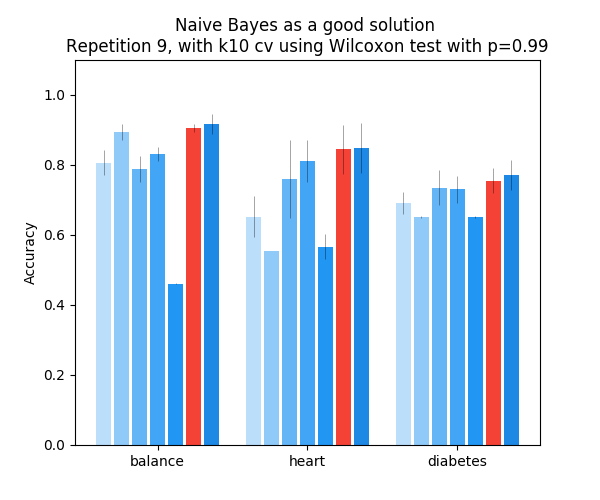 Naive Bayes as a good solution
Repetition 9, with k10 cv using Wilcoxon test with p=0.99
1.0
0.8
0.6
0.4
0.2
0.0
Accuracy
balance
heart
diabetes